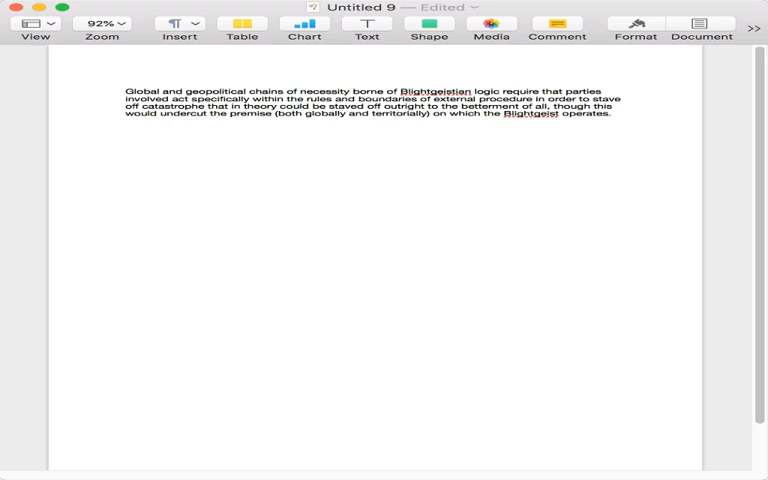 Untitled 9 — Edited
92%
View
Zoom
Insert
Table
Chart
Text
Shape
Media
Comment
Format
Document
Global and geopolitical chains of necessity borne of Blightgeistian logic require that parties
involved act specifically within the rules and boundaries of external procedure in order to stave
off catastrophe that in theory could be staved off outright to the betterment of all, though this
would undercut the premise (both globally and territorially) on which the Blightgeist operates.